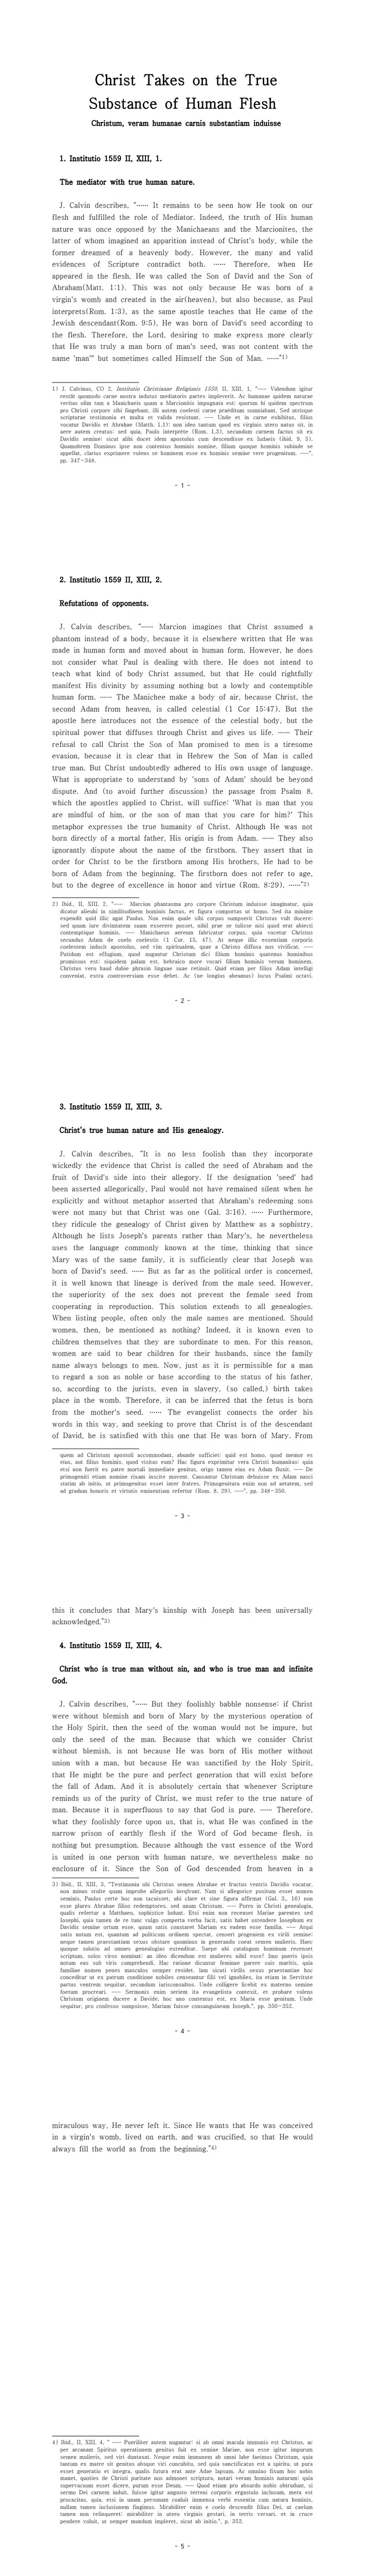 Christ Takes on the True
Substance of Human Flesh
Christum, veram humanae carnis substantiam induisse
1. Institutio 1559 II, XIII, 1.
The mediator with true human nature.
J. Calvin describes, "…… It remains to be seen how He took on our
flesh and fulfilled the role of Mediator. Indeed, the truth of His human
nature was once opposed by the Manichaeans and the Marcionites, the
latter of whom imagined an apparition instead of Christ's body, while the
former dreamed of a heavenly body. However, the many and valid
evidences of Scripture contradict both. …… Therefore, when He
appeared in the flesh, He was called the Son of David and the Son of
Abraham(Matt. 1:1). This was not only because He was born of a
virgin's womb and created in the air(heaven), but also because, as Paul
interprets(Rom. 1:3), as the same apostle teaches that He came of the
Jewish descendant(Rom. 9:5), He was born of David's seed according to
the flesh. Therefore, the Lord, desiring to make express more clearly
that He was truly a man born of man's seed, was not content with the
name 'man'" but sometimes called Himself the Son of Man. ……"1)
1) J. Calvinus, CO 2, Institutio Christianae Religionis 1559, II, XIII, 1, "…… Videndum igitur
restât quomodo carne nostra indutus mediatoris partes impleverit. Ac humanae quidem naturae
veritas olim tam a Manichaeis quam a Marcionitis impugnata est: quorum hi quidem spectrum
pro Christi corpore sibi fingebant, illi autem coelesti carne praéditum somniabant. Sed utrisque
scripturae testimonia et multa et valida resistunt. …… Unde et in carne exhibitus, filius
vocatur Davidis et Abrahae (Matth. 1,1): non ideo tantum quod ex virginis utero natus sit, in
aere autem creatus: sed quia, Paulo interpréte (Rom. 1,3), secundum carnem factus sit ex
Davidis semine: sicut alibi docet idem apostolus eum descendisse ex Iudaeis (ibid. 9, 5).
Quamobrem Dominus ipse non contentus hominis nomine, filium quoque hominis subinde se
appellat, clarius exprimere volens se hominem esse ex hominis semine vere progenitum. ……",
pp. 347-348.
- 1 -
2. Institutio 1559 II, XIII, 2.
Refutations of opponents.
J. Calvin describes, "…… Marcion imagines that Christ assumed a
phantom instead of a body, because it is elsewhere written that He was
made in human form and moved about in human form. However, he does
not consider what Paul is dealing with there. He does not intend to
teach what kind of body Christ assumed, but that He could rightfully
manifest His divinity by assuming nothing but a lowly and contemptible
human form. …… The Manichee make a body of air, because Christ, the
second Adam from heaven, is called celestial (1 Cor 15:47). But the
apostle here introduces not the essence of the celestial body, but the
spiritual power that diffuses through Christ and gives us life. …… Their
refusal to call Christ the Son of Man promised to men is a tiresome
evasion, because it is clear that in Hebrew the Son of Man is called
true man. But Christ undoubtedly adhered to His own usage of language.
What is appropriate to understand by 'sons of Adam' should be beyond
dispute. And (to avoid further discussion) the passage from Psalm 8,
which the apostles applied to Christ, will suffice: 'What is man that you
are mindful of him, or the son of man that you care for him?' This
metaphor expresses the true humanity of Christ. Although He was not
born directly of a mortal father, His origin is from Adam. …… They also
ignorantly dispute about the name of the firstborn. They assert that in
order for Christ to be the firstborn among His brothers, He had to be
born of Adam from the beginning. The firstborn does not refer to age,
but to the degree of excellence in honor and virtue (Rom. 8:29). ……"2)
2) Ibid., II, XIII, 2, "…… Marcion phantasma pro corpore Christum induisse imaginatur, quia
dicatur alicubi in similitudinem hominis factus, et figura compertus ut homo. Sed ita minime
expendit quid illic agat Paulus. Non enim quale sibi corpus sumpserit Christus vult docere:
sed quum iure divinitatem suam exserere posset, nihil prae se tulisse nisi quod erat abiecti
contemptique hominis. …… Manichaeus aereum fabricatur corpus, quia vocetur Christus
secundus Adam de coelo coelestis (1 Cor. 15, 47). At neque illic essentiam corporis
coelestem inducit apostolus, sed vim spiritualem, quae a Christo diffusa nos vivificat. ……
Putidum est effugium, quod nuguntur Christum dici filium hominis quatenus hominibus
promissus est: siquidem palam est, hebraico more vocari filium hominis verum hominem.
Christus vero haud dubie phrasin linguae suae retinuit. Quid etiam per filios Adam intelligi
conveniat, extra controversiam esse debet. Ac (ne longius abeamus) locus Psalmi octavi,
- 2 -
3. Institutio 1559 II, XIII, 3.
Christ's true human nature and His genealogy.
J. Calvin describes, "It is no less foolish than they incorporate
wickedly the evidence that Christ is called the seed of Abraham and the
fruit of David's side into their allegory. If the designation 'seed' had
been asserted allegorically, Paul would not have remained silent when he
explicitly and without metaphor asserted that Abraham's redeeming sons
were not many but that Christ was one (Gal. 3:16). …… Furthermore,
they ridicule the genealogy of Christ given by Matthew as a sophistry.
Although he lists Joseph's parents rather than Mary's, he nevertheless
uses the language commonly known at the time, thinking that since
Mary was of the same family, it is sufficiently clear that Joseph was
born of David's seed. …… But as far as the political order is concerned,
it is well known that lineage is derived from the male seed. However,
the superiority of the sex does not prevent the female seed from
cooperating in reproduction. This solution extends to all genealogies.
When listing people, often only the male names are mentioned. Should
women, then, be mentioned as nothing? Indeed, it is known even to
children themselves that they are subordinate to men. For this reason,
women are said to bear children for their husbands, since the family
name always belongs to men. Now, just as it is permissible for a man
to regard a son as noble or base according to the status of his father,
so, according to the jurists, even in slavery, (so called,) birth takes
place in the womb. Therefore, it can be inferred that the fetus is born
from the mother's seed. …… The evangelist connects the order his
words in this way, and seeking to prove that Christ is of the descendant
of David, he is satisfied with this one that He was born of Mary. From
quem ad Christum apostoli accommodant, abunde sufficiet: quid est homo, quod memor es
eius, aut filius hominis, quod visitas eum? Hac figura exprimitur vera Christi humanitas: quia
etsi non fuerit ex patre mortali immediate genitus, origo tamen eius ex Adam fluxit. …… De
primogeniti etiam nomine risam inscite movent. Causantur Christum debuisse ex Adam nasci
statim ab initio, ut primogenitus esset inter fratres. Primogenitura enim non ad aetatem, sed
ad gradum honoris et virtutis eminentiam refertur (Rom. 8, 29). ……", pp. 348-350.
- 3 -
this it concludes that Mary's kinship with Joseph has been universally
acknowledged."3)
4. Institutio 1559 II, XIII, 4.
Christ who is true man without sin, and who is true man and infinite
God.
J. Calvin describes, "…… But they foolishly babble nonsense: if Christ
were without blemish and born of Mary by the mysterious operation of
the Holy Spirit, then the seed of the woman would not be impure, but
only the seed of the man. Because that which we consider Christ
without blemish, is not because He was born of His mother without
union with a man, but because He was sanctified by the Holy Spirit,
that He might be the pure and perfect generation that will exist before
the fall of Adam. And it is absolutely certain that whenever Scripture
reminds us of the purity of Christ, we must refer to the true nature of
man. Because it is superfluous to say that God is pure. …… Therefore,
what they foolishly force upon us, that is, what He was confined in the
narrow prison of earthly flesh if the Word of God became flesh, is
nothing but presumption. Because although the vast essence of the Word
is united in one person with human nature, we nevertheless make no
enclosure of it. Since the Son of God descended from heaven in a
3) Ibid., II, XIII, 3, "Testimonia ubi Christus semen Abrahae et fructus ventris Davidis vocatur,
non minus stulte quam improbe allegoriis involvunt. Nam si allegorice positum esset nomen
seminis, Paulus certe hoc non tacuisset, ubi clare et sine figura affirmat (Gal. 3., 16) non
esse plures Abrahae filios redemptores, sed unum Christum. …… Porro in Christi genealogia,
qualis refertur a Matthaeo, sophistice ludunt. Etsi enim non recenset Mariae parentes sed
Iosephi, quia tamen de re tunc vulgo comperta verba facit, satis habet ostendere Iosephum ex
Davidis semine ortum esse, quum satis constaret Mariam ex eadem esse familia. …… Atqui
satis notum est, quantum ad politicum ordinem spectat, censeri progeniem ex virili semine:
neque tamen praestantiam sexus obstare quominus in generando coeat semen mulieris. Haec
quoque solutio ad omnes genealogias extenditur. Saepe ubi catalogum hominum recenset
scriptum, solos viros nominat: an ideo dicendum est mulieres nihil esse? Imo pueris ipsis
notum eas sub viris comprehendi. Hac ratione dicuntur feminae parere suis maritis, quia
familiae nomen penes masculos semper residet. Iam sicuti virilis sexus praestantiae hoc
conceditur ut ex patrum conditione nobiles censeantur filii vel ignobiles, ita etiam in Servitute
partus ventrem sequitur, secundum iurisconsultos. Unde colligere licebit ex materno semine
foetum procreari. …… Sermonis enim seriem ita evangelista contexit, et probare volens
Christum originem ducere a Davide, hoc uno contentus est, ex Maria esse genitum. Unde
sequitur, pro confesso sumpsisse, Mariam fuisse consanguineam Ioseph.", pp. 350-352.
- 4 -
miraculous way, He never left it. Since He wants that He was conceived
in a virgin's womb, lived on earth, and was crucified, so that He would
always fill the world as from the beginning."4)
4) Ibid., II, XIII, 4, " …… Pueriliter autem nugantur: si ab omni macula immunis est Christus, ac
per arcanam Spiritus operationem genitus fuit ex semine Mariae, non esse igitur impurum
semen mulieris, sed viri duntaxat. Neque enim immunem ab omni labe facimus Christum, quia
tantum ex matre sit genitus absque viri concubitu, sed quia sanctificatus est a spiritu, ut pura
esset generatio et integra, qualis futura erat ante Adae lapsum. Ac omnino fixum hoc nobis
manet, quoties de Christi puritate nos admonet scriptura, notari veram hominis naturam: quia
supervacuum esset dicere, purum esse Deum. …… Quod etiam pro absurdo nobis obtrudunt, si
sermo Dei carnem induit, fuisse igitur angusto terreni corporis ergastulo inclusum, mera est
procacitas, quia, etsi in unam personam coaluit immensa verbi essentia cum natura hominis,
nullam tamen inclusionem fingimus. Mirabiliter enim e coelo descendit filius Dei, ut caelum
tamen non relinqueret: mirabiliter in utero virginis gestari, in terris versari, et in cruce
pendere voluit, ut semper mundum impleret, sicut ab initio.", p. 352.
- 5 -